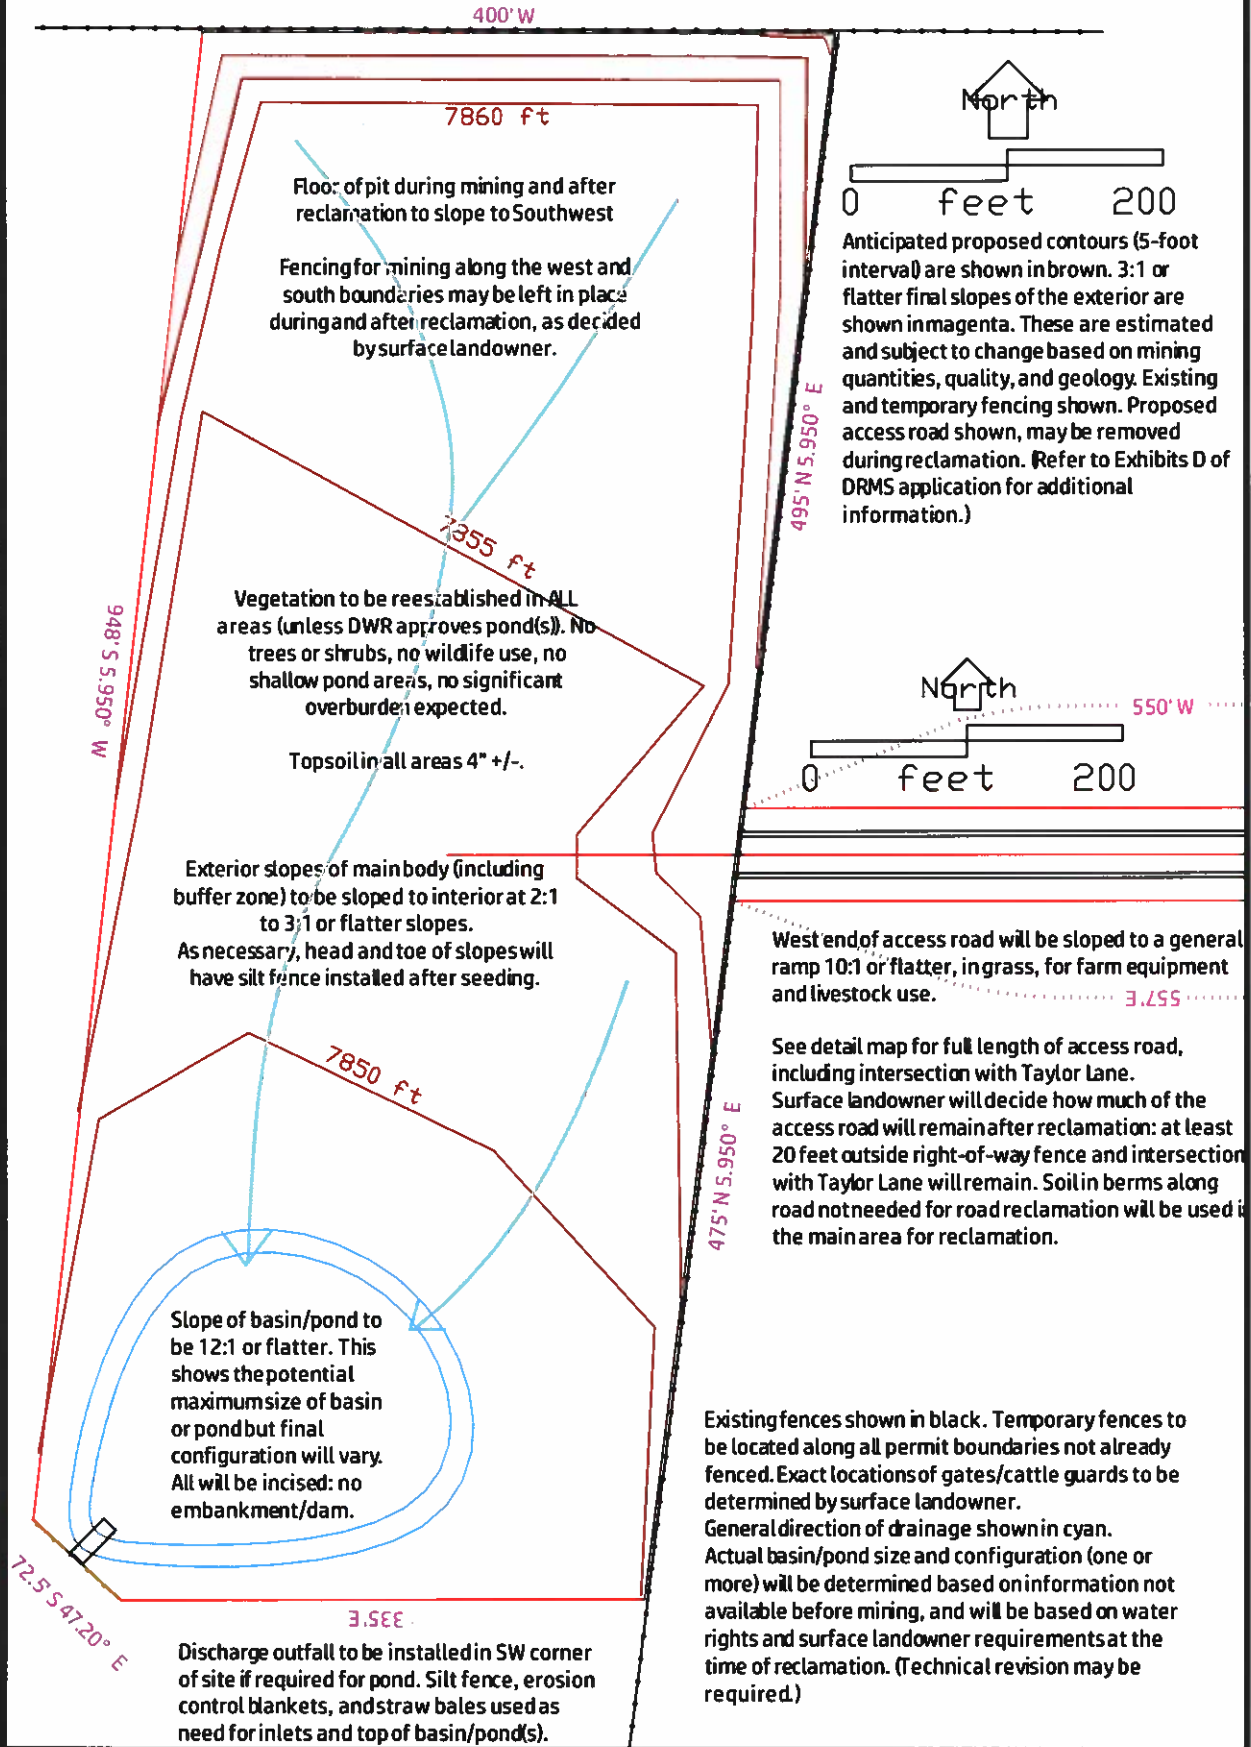 400' W
7860 ft
Floor of pit during mining and after
reclamation to slope to Southwest
Fencing for mining along the west and
south boundaries may be left in place
during and after reclamation, as decided
by surface landowner.
North
0 feet 200
Anticipated proposed contours (5-foot
interval) are shown in brown. 3:1 or
flatter final slopes of the exterior are
shown in magenta. These are estimated
and subject to change based on mining
quantities, quality, and geology. Existing
and temporary fencing shown. Proposed
access road shown, may be removed
during reclamation. (Refer to Exhibits D of
DRMS application for additional
information.)
495' N 5.950° E
7855 ft
948' S 5.950° W
Vegetation to be reestablished in ALL
areas (unless DWR approves pond(s)). No
trees or shrubs, no wildlife use, no
shallow pond areas, no significant
overburden expected.
Topsoil in all areas 4" +/-.
North
550' W
0 feet 200
Exterior slopes of main body (including
buffer zone) to be sloped to interior at 2:1
to 3:1 or flatter slopes.
As necessary, head and toe of slopes will
have silt fence installed after seeding.
West end of access road will be sloped to a general
ramp 10:1 or flatter, in grass, for farm equipment
and livestock use.
557'E
See detail map for full length of access road,
including intersection with Taylor Lane.
Surface landowner will decide how much of the
access road will remain after reclamation: at least
20 feet outside right-of-way fence and intersection
with Taylor Lane will remain. Soil in berms along
road not needed for road reclamation will be used i
the main area for reclamation.
7850 ft
475' N 5.950° E
Slope of basin/pond to
be 12:1 or flatter. This
shows the potential
maximum size of basin
or pond but final
configuration will vary.
All will be incised: no
embankment/dam.
Existing fences shown in black. Temporary fences to
be located along all permit boundaries not already
fenced. Exact locations of gates/cattle guards to be
determined by surface landowner.
General direction of drainage shown in cyan.
Actual basin/pond size and configuration (one or
more) will be determined based on information not
available before mining, and will be based on water
rights and surface landowner requirements at the
time of reclamation. (Technical revision may be
required.)
72.5' S 47.20° E
335'E
Discharge outfall to be installed in SW corner
of site if required for pond. Silt fence, erosion
control blankets, and straw bales used as
need for inlets and top of basin/pond(s).